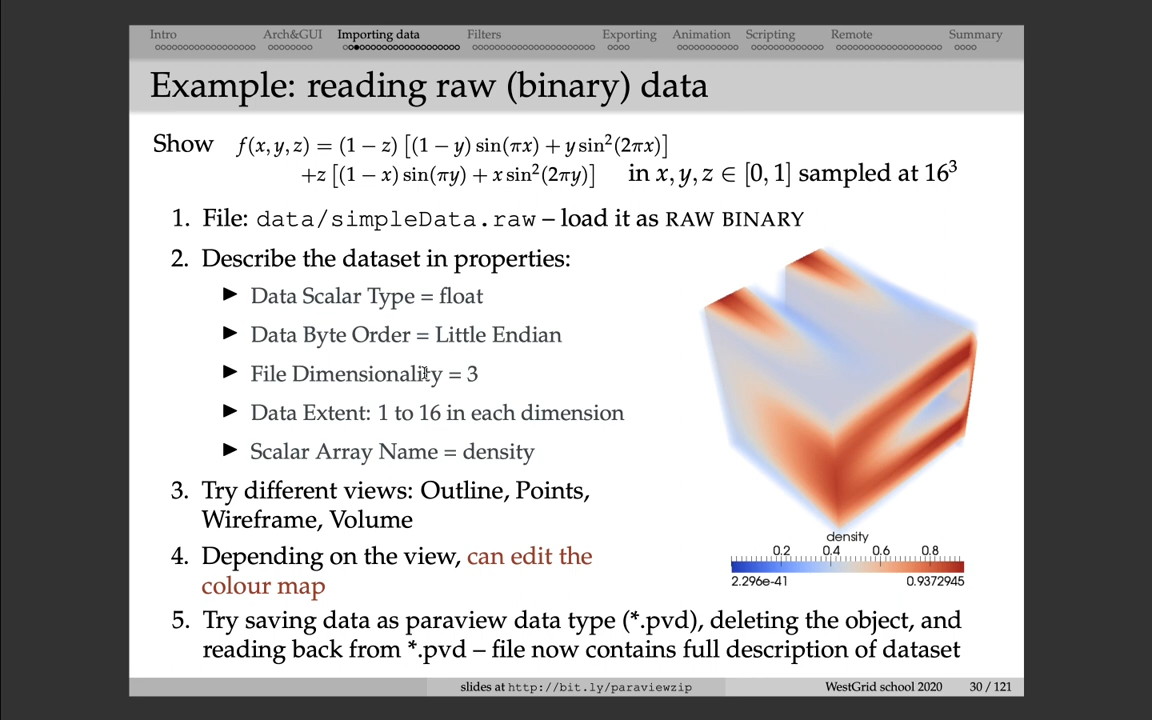 Intro Arch&GUI Importing data Filters Exporting Animation Scripting Remote Summary
Example: reading raw (binary) data
Show f(x, y, z) = (1 − z) [(1 − y) sin(πx) + y sin²(2πx)]
+z [(1 − x) sin(πy) + x sin²(2πy)] in x, y, z ∈ [0, 1] sampled at 16³
1. File: data/simpleData.raw – load it as RAW BINARY
2. Describe the dataset in properties:
▶ Data Scalar Type = float
▶ Data Byte Order = Little Endian
▶ File Dimensionality = 3
▶ Data Extent: 1 to 16 in each dimension
▶ Scalar Array Name = density
3. Try different views: Outline, Points,
Wireframe, Volume
4. Depending on the view, can edit the
colour map
density
0.2 0.4 0.6 0.8
2.296e-41 0.9372945
5. Try saving data as paraview data type (*.pvd), deleting the object, and
reading back from *.pvd – file now contains full description of dataset
slides at http://bit.ly/paraviewzip WestGrid school 2020 30 / 121